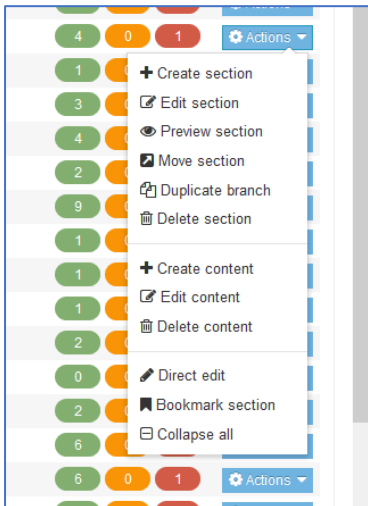 Actions
4 0 1 Actions
1
Create section
3
Edit section
4
Preview section
2
Move section
9
Duplicate branch
1
Delete section
1
Create content
1
Edit content
2
Delete content
0
Direct edit
2
Bookmark section
6
Collapse all
6 0 1 Actions